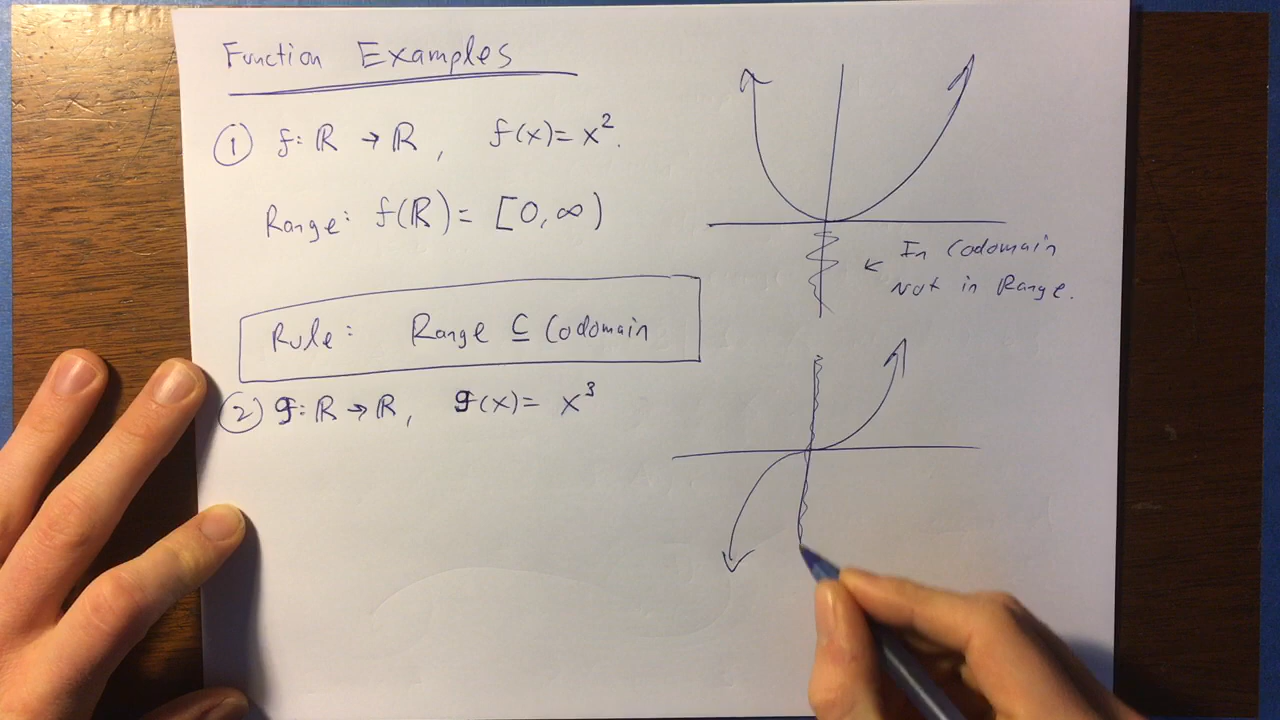 Function Examples
① f: ℝ → ℝ, f(x) = x².
Range: f(ℝ) = [0, ∞)
← In Codomain
Not in Range.
Rule: Range ⊆ Codomain
② g: ℝ → ℝ, g(x) = x³